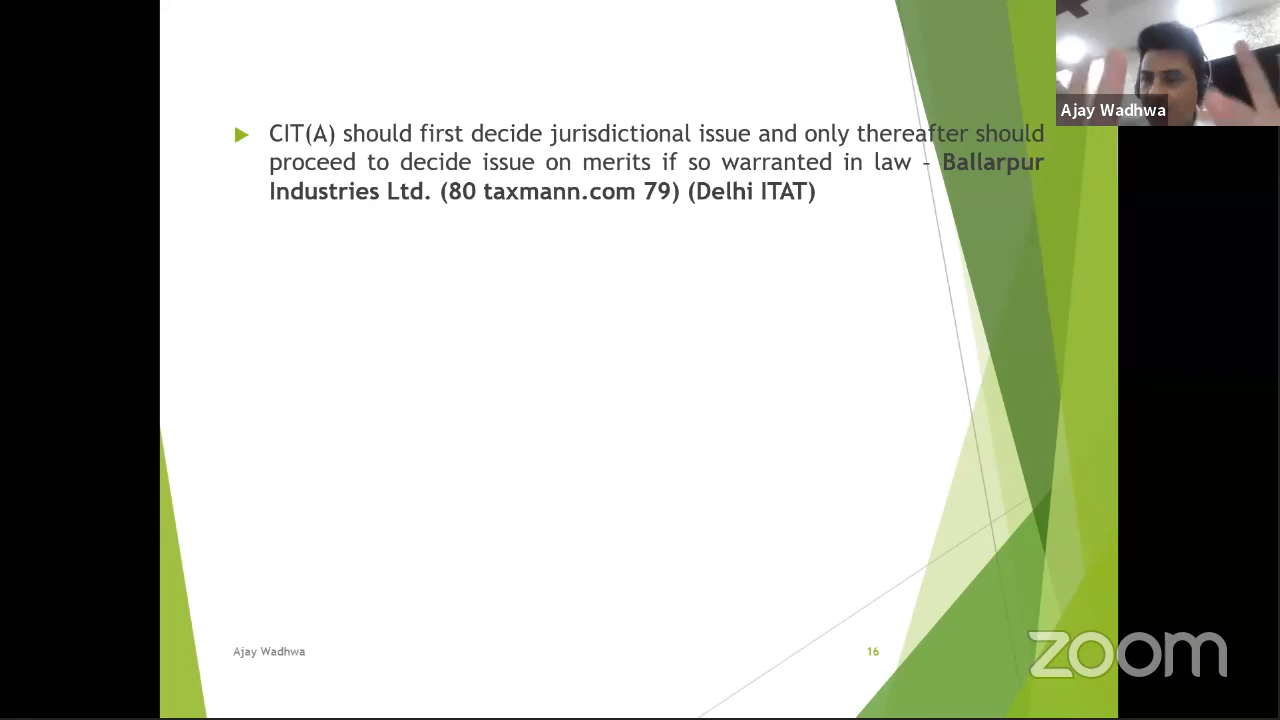 Ajay Wadhwa
CIT(A) should first decide jurisdictional issue and only thereafter should
proceed to decide issue on merits if so warranted in law - Ballarpur
Industries Ltd. (80 taxmann.com 79) (Delhi ITAT)
Ajay Wadhwa
16
zoom